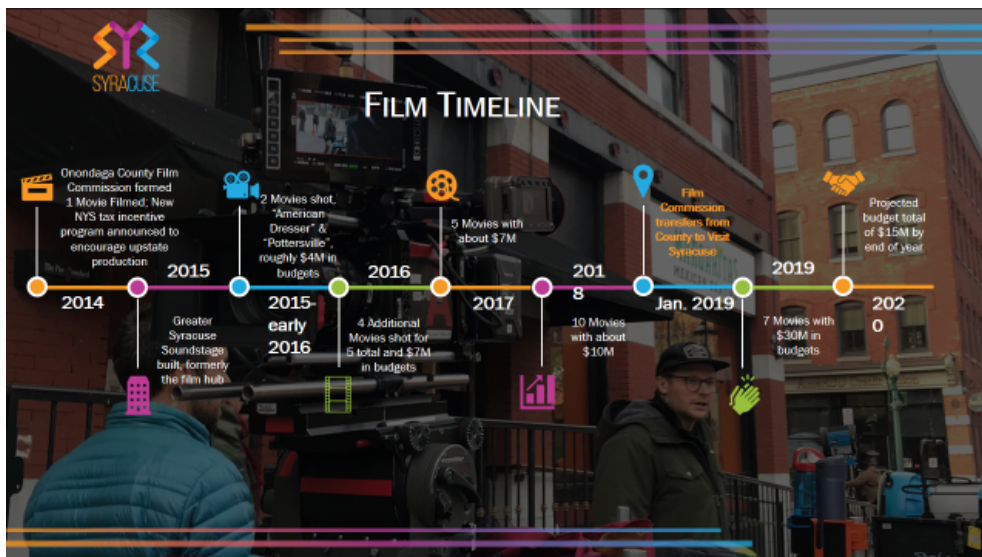 SYRACUSE
FILM TIMELINE
Onondaga County Film
Commission formed
1 Movie Filmed; New
NYS tax incentive
program announced to
encourage upstate
production
2014
2015
Greater
Syracuse
Soundstage
built, formerly
the film hub
2 Movies shot,
"American
Dresser" &
"Pottersville",
roughly $4M in
budgets
2015-
early
2016
2016
4 Additional
Movies shot for
5 total and $7M
in budgets
5 Movies with
about $7M
2017
201
8
10 Movies
with about
$10M
Film
Commission
transfers from
County to Visit
Syracuse
Jan. 2019
2019
7 Movies with
$30M in
budgets
Projected
budget total
of $15M by
end of year
202
0